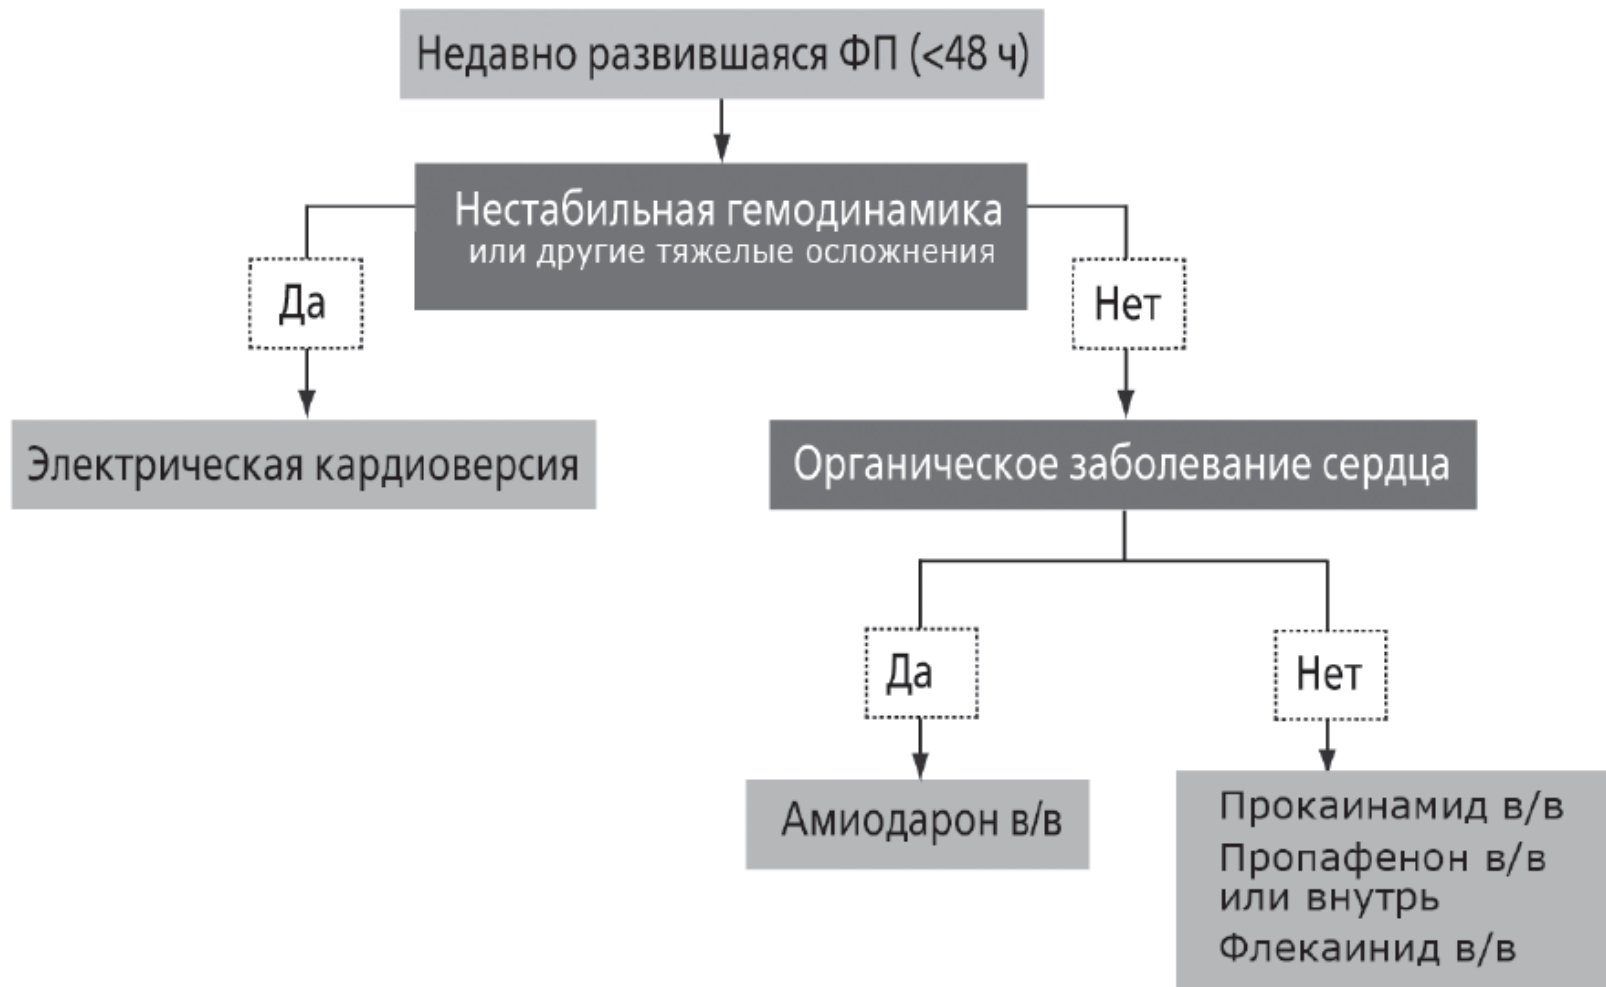 Недавно развившаяся ФП (<48 ч)
Нестабильная гемодинамика
или другие тяжелые осложнения
Да
Нет
Электрическая кардиоверсия
Органическое заболевание сердца
Да
Нет
Амиодарон в/в
Прокаинамид в/в
Пропафенон в/в
или внутрь
Флекаинид в/в